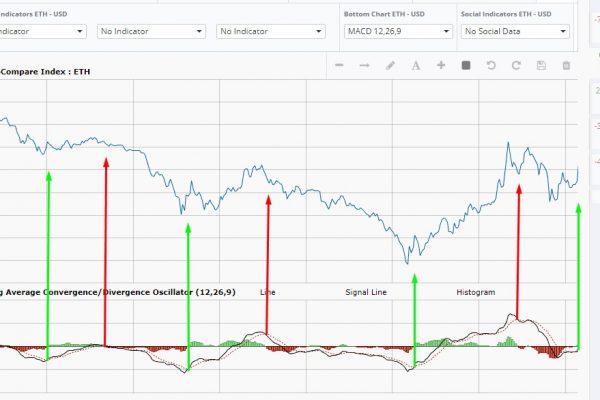 Indicators ETH - USD
Bottom Chart ETH - USD
Social Indicators ETH - USD
ndicator
No Indicator
No Indicator
MACD 12,26,9
No Social Data
-Compare Index : ETH
g Average Convergence/Divergence Oscillator (12,26,9)
Line
Signal Line
Histogram